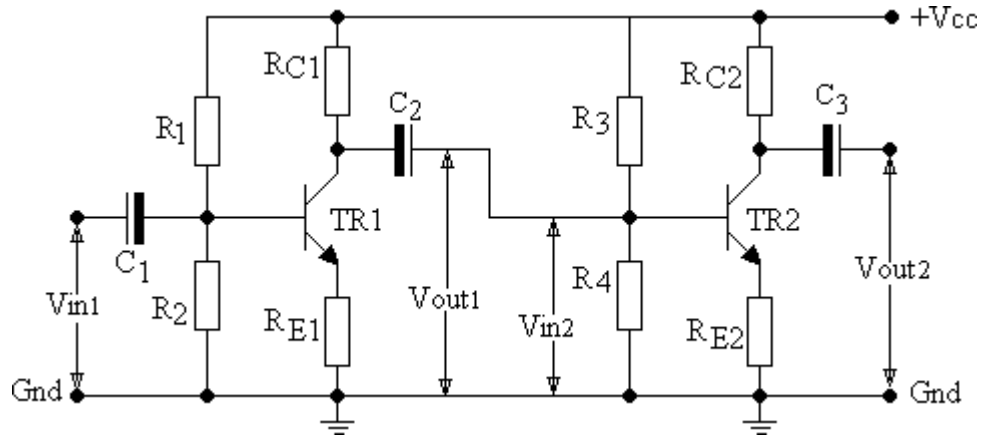 +Vcc
RC1
RC2
C2
C3
R1
R3
TR1
TR2
C1
Vin1
R2
RE1
Vout1
Vin2
R4
RE2
Vout2
Gnd
Gnd